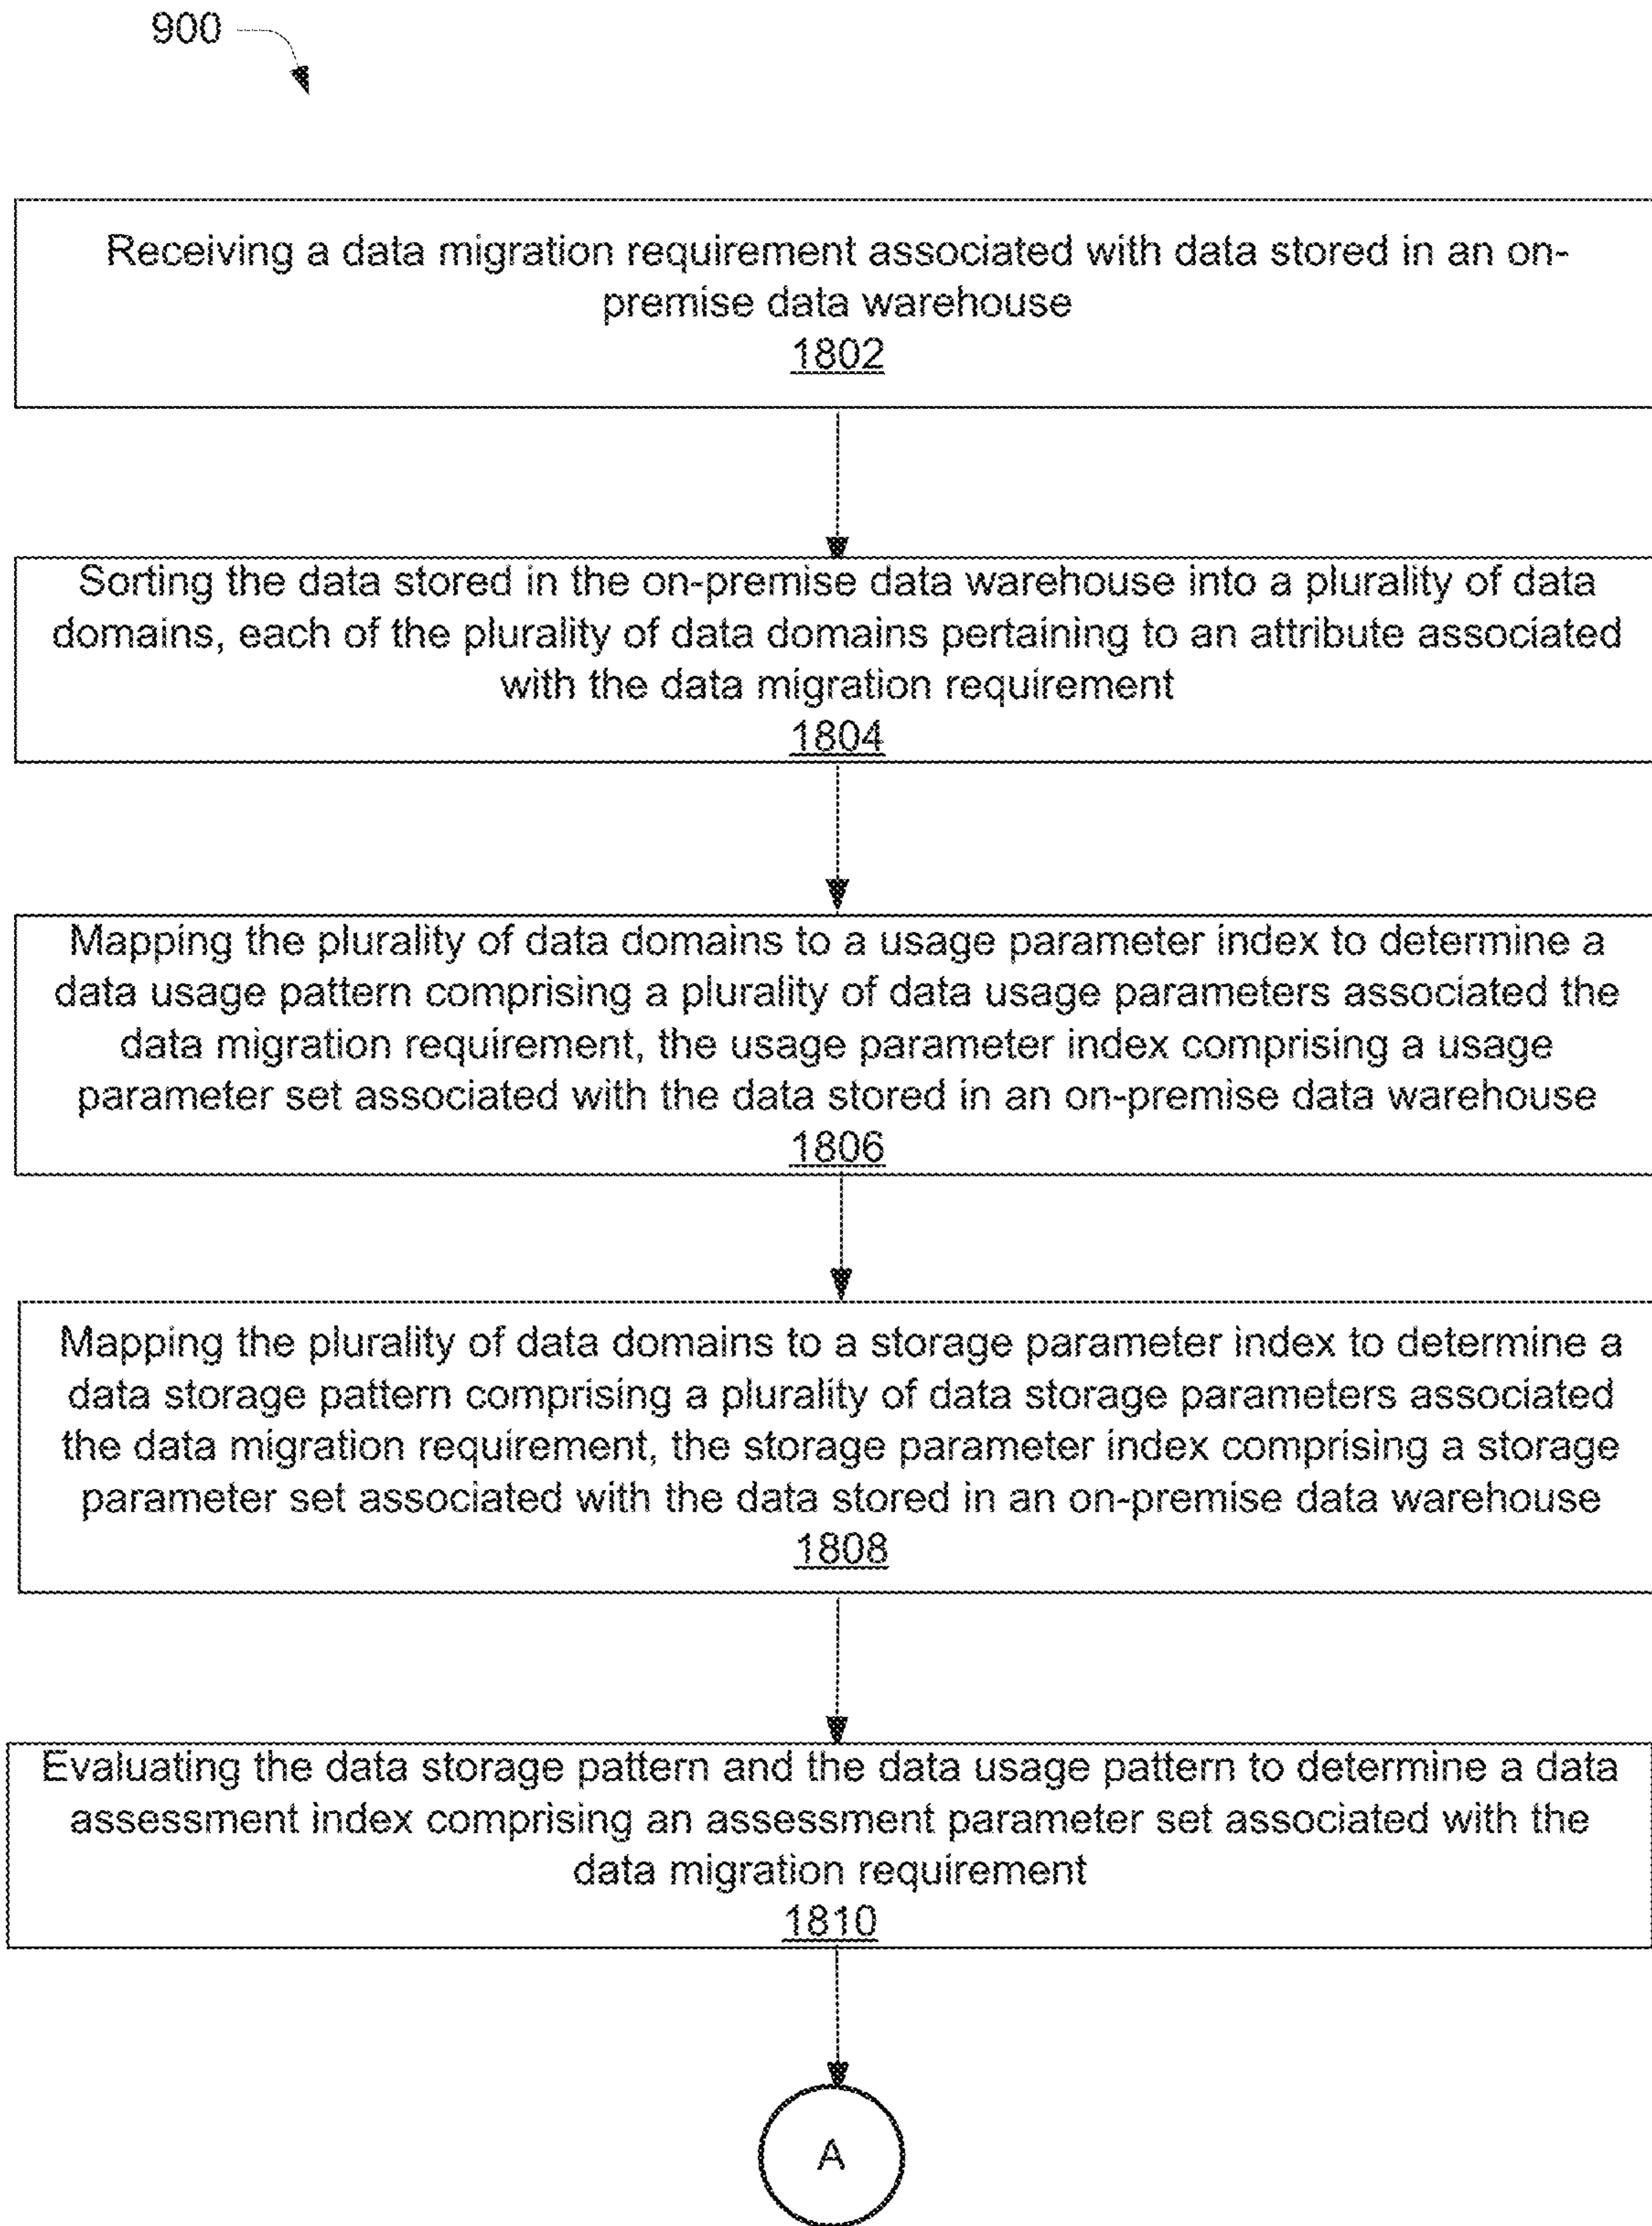 900
Receiving a data migration requirement associated with data stored in an on-
premise data warehouse
1802
Sorting the data stored in the on-premise data warehouse into a plurality of data
domains, each of the plurality of data domains pertaining to an attribute associated
with the data migration requirement
1804
Mapping the plurality of data domains to a usage parameter index to determine a
data usage pattern comprising a plurality of data usage parameters associated the
data migration requirement, the usage parameter index comprising a usage
parameter set associated with the data stored in an on-premise data warehouse
1806
Mapping the plurality of data domains to a storage parameter index to determine a
data storage pattern comprising a plurality of data storage parameters associated
the data migration requirement, the storage parameter index comprising a storage
parameter set associated with the data stored in an on-premise data warehouse
1808
Evaluating the data storage pattern and the data usage pattern to determine a data
assessment index comprising an assessment parameter set associated with the
data migration requirement
1810
A